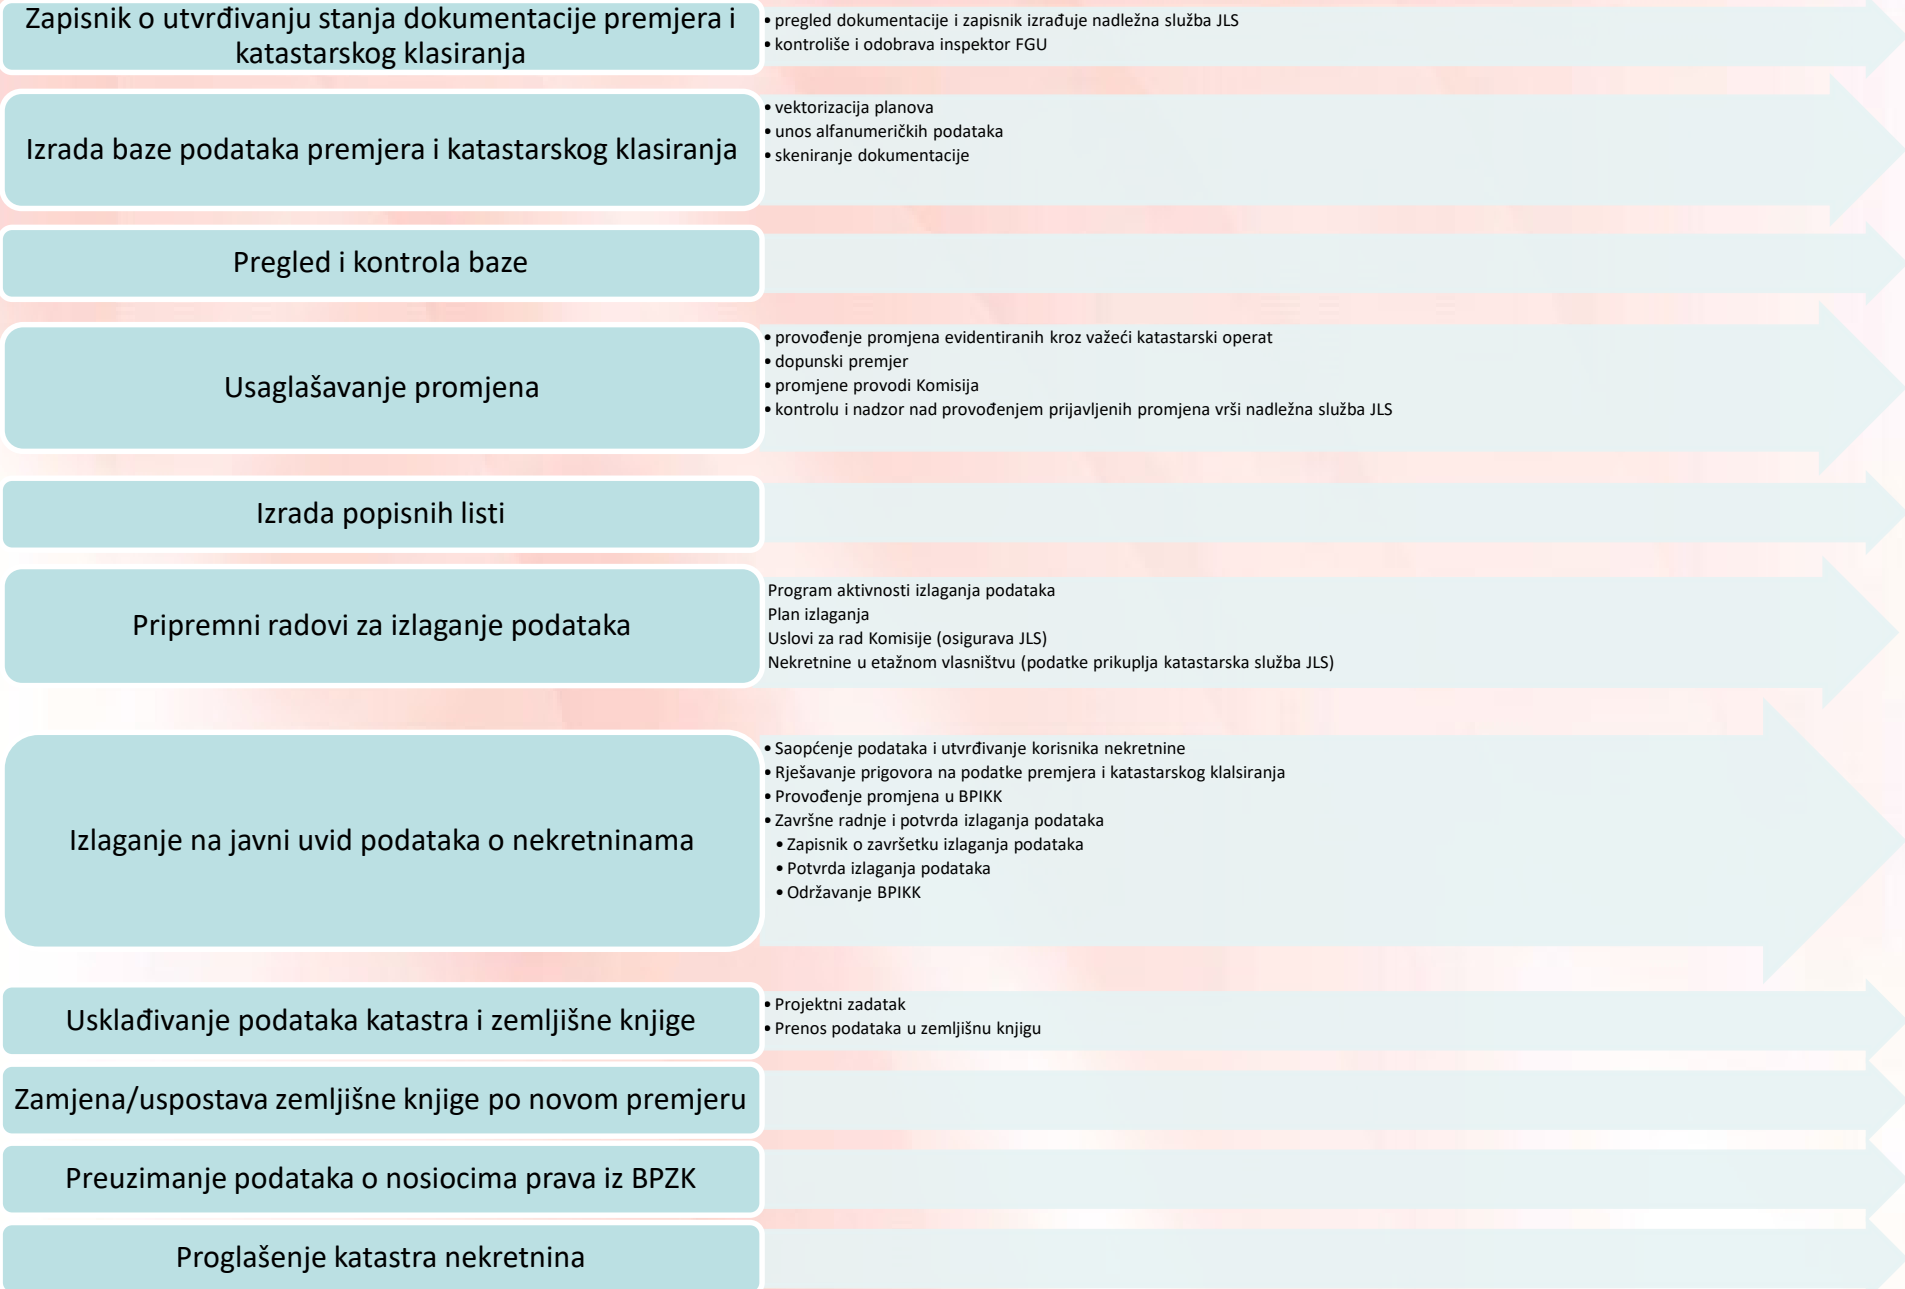 Zapisnik o utvrđivanju stanja dokumentacije premjera i
katastarskog klasiranja
• pregled dokumentacije i zapisnik izrađuje nadležna služba JLS
• kontroliše i odobrava inspektor FGU
Izrada baze podataka premjera i katastarskog klasiranja
• vektorizacija planova
• unos alfanumeričkih podataka
• skeniranje dokumentacije
Pregled i kontrola baze
Usaglašavanje promjena
• provođenje promjena evidentiranih kroz važeći katastarski operat
• dopunski premjer
• promjene provodi Komisija
• kontrolu i nadzor nad provođenjem prijavljenih promjena vrši nadležna služba JLS
Izrada popisnih listi
Pripremni radovi za izlaganje podataka
Program aktivnosti izlaganja podataka
Plan izlaganja
Uslovi za rad Komisije (osigurava JLS)
Nekretnine u etažnom vlasništvu (podatke prikuplja katastarska služba JLS)
Izlaganje na javni uvid podataka o nekretninama
• Saopćenje podataka i utvrđivanje korisnika nekretnine
• Rješavanje prigovora na podatke premjera i katastarskog klalsiranja
• Provođenje promjena u BPIKK
• Završne radnje i potvrda izlaganja podataka
• Zapisnik o završetku izlaganja podataka
• Potvrda izlaganja podataka
• Održavanje BPIKK
Usklađivanje podataka katastra i zemljišne knjige
• Projektni zadatak
• Prenos podataka u zemljišnu knjigu
Zamjena/uspostava zemljišne knjige po novom premjeru
Preuzimanje podataka o nosiocima prava iz BPZK
Proglašenje katastra nekretnina